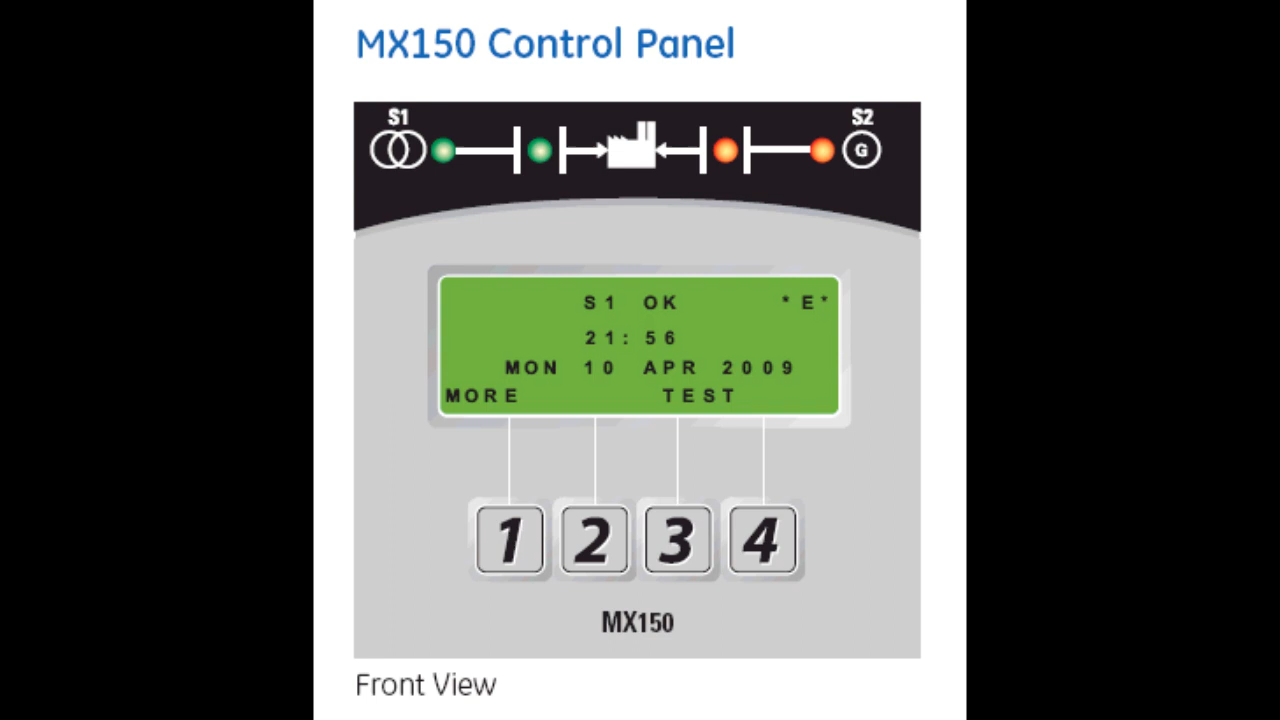 MX150 Control Panel
S1 S2
G
S1 OK *E*
21:56
MON 10 APR 2009
MORE TEST
1 2 3 4
MX150
Front View